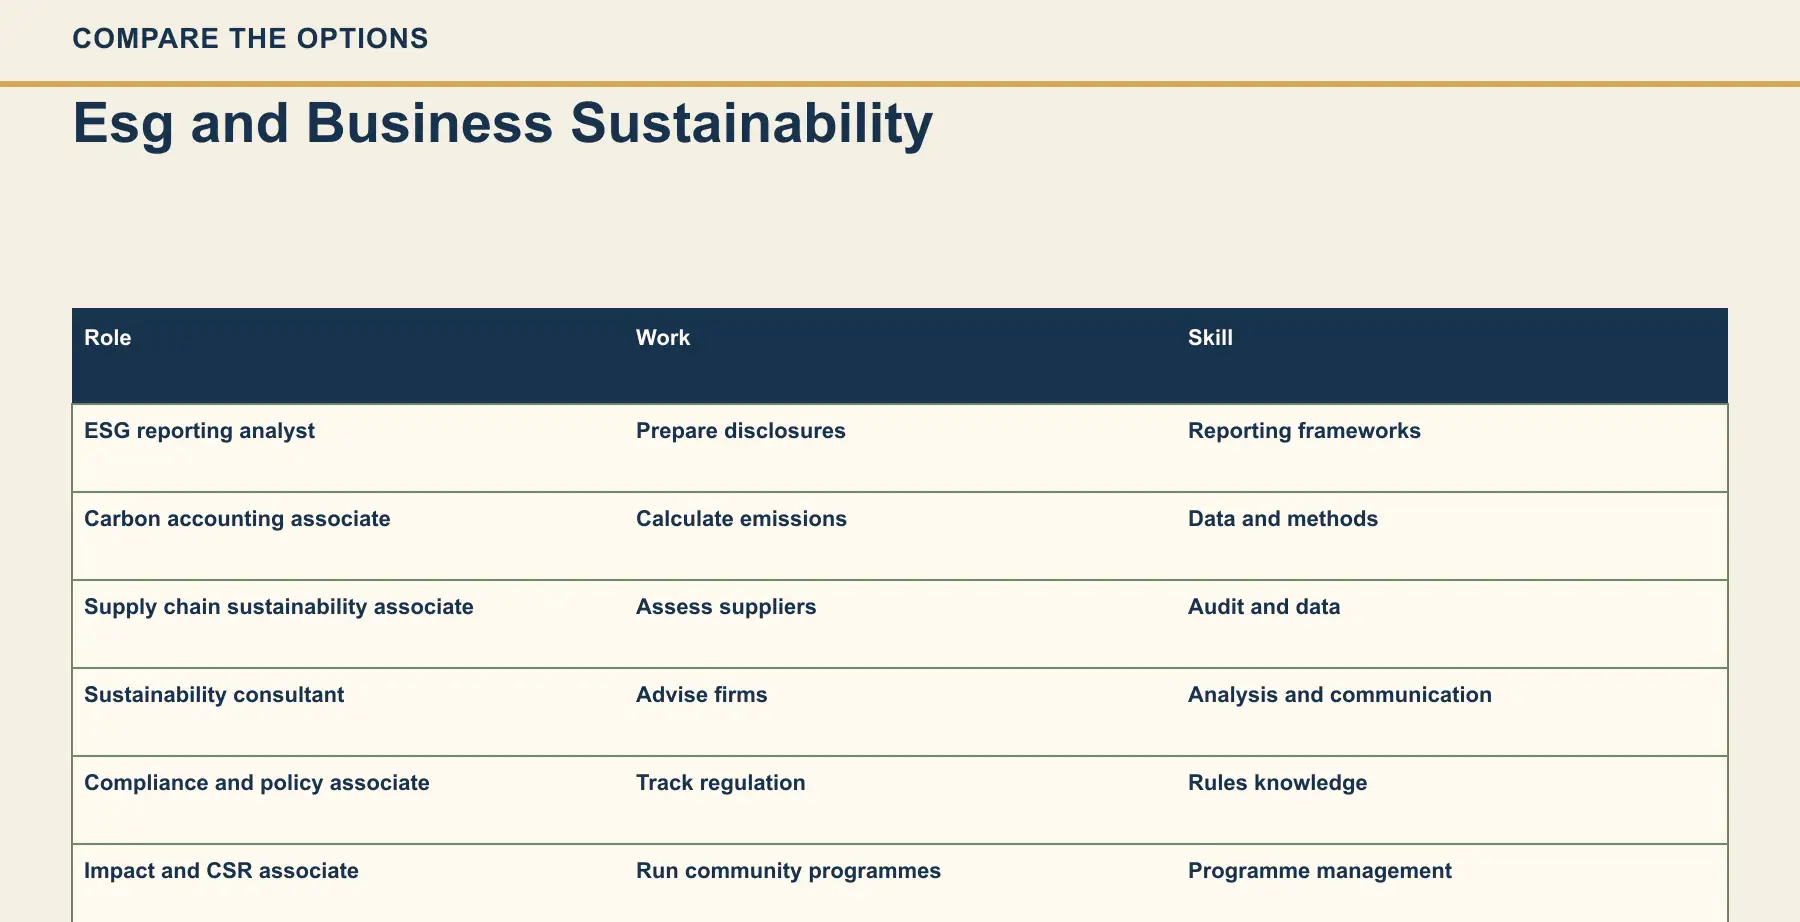 COMPARE THE OPTIONS
Esg and Business Sustainability
Role Work Skill
ESG reporting analyst Prepare disclosures Reporting frameworks
Carbon accounting associate Calculate emissions Data and methods
Supply chain sustainability associate Assess suppliers Audit and data
Sustainability consultant Advise firms Analysis and communication
Compliance and policy associate Track regulation Rules knowledge
Impact and CSR associate Run community programmes Programme management